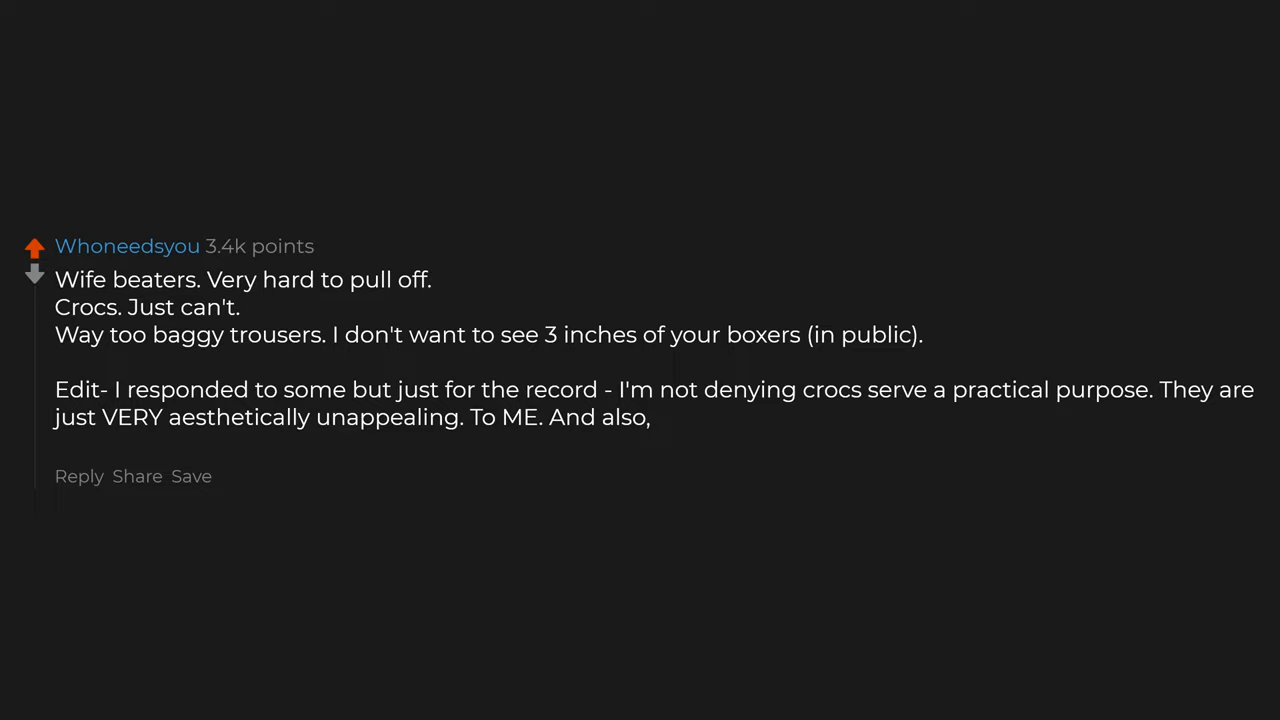 Whoneedsyou 3.4k points
Wife beaters. Very hard to pull off.
Crocs. Just can't.
Way too baggy trousers. I don't want to see 3 inches of your boxers (in public).
Edit- I responded to some but just for the record - I'm not denying crocs serve a practical purpose. They are
just VERY aesthetically unappealing. To ME. And also,
Reply Share Save